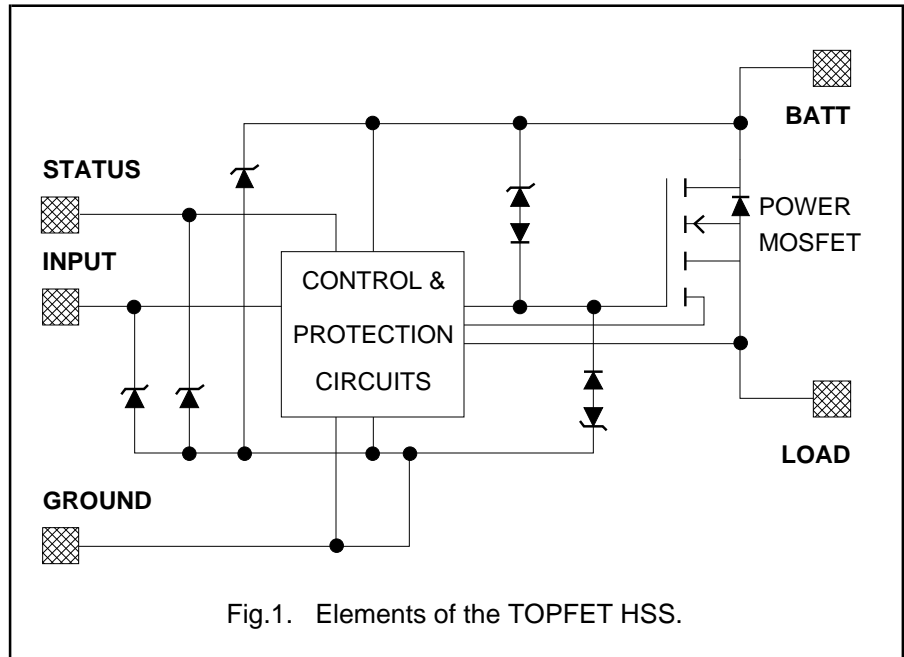 BATT
STATUS
POWER
MOSFET
INPUT
CONTROL &
PROTECTION
CIRCUITS
LOAD
GROUND
Fig.1. Elements of the TOPFET HSS.